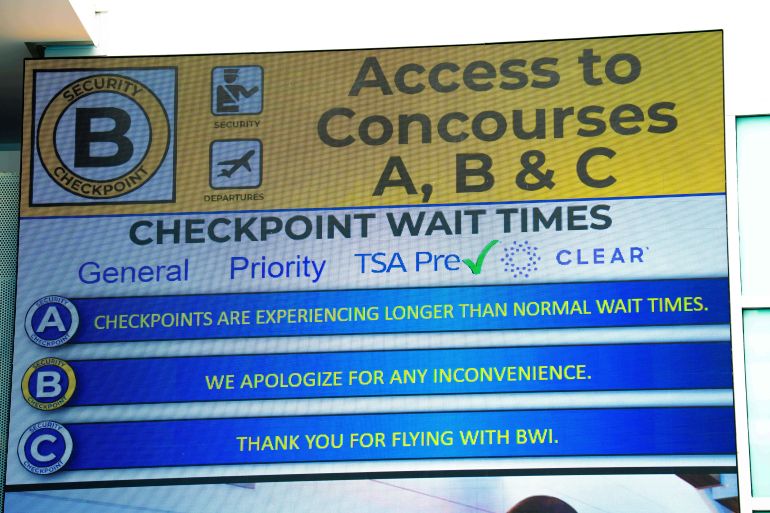 SECURITY
B
CHECKPOINT
SECURITY
DEPARTURES
Access to
Concourses
A, B & C
CHECKPOINT WAIT TIMES
General Priority TSA Pre CLEAR
SECURITY
A
CHECKPOINT
CHECKPOINTS ARE EXPERIENCING LONGER THAN NORMAL WAIT TIMES.
SECURITY
B
CHECKPOINT
WE APOLOGIZE FOR ANY INCONVENIENCE.
SECURITY
C
CHECKPOINT
THANK YOU FOR FLYING WITH BWI.